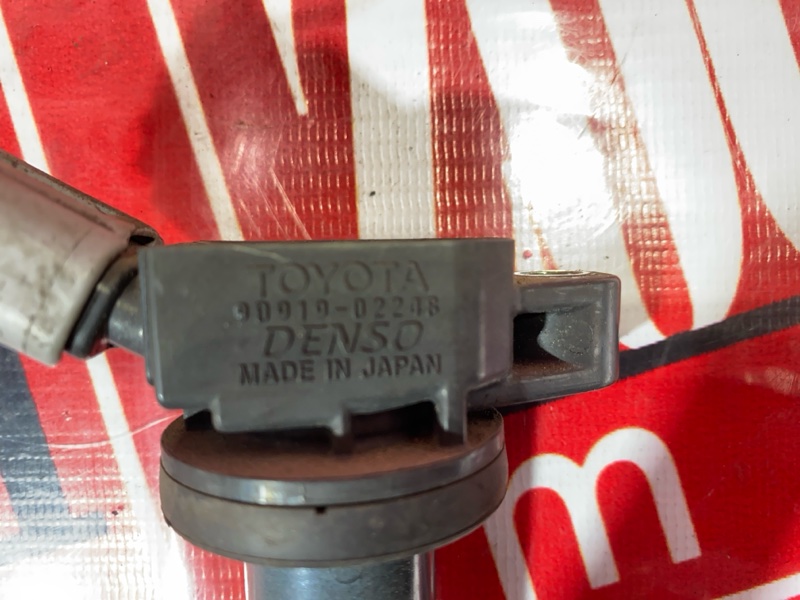 TOYOTA
90919-02248
DENSO
MADE IN JAPAN